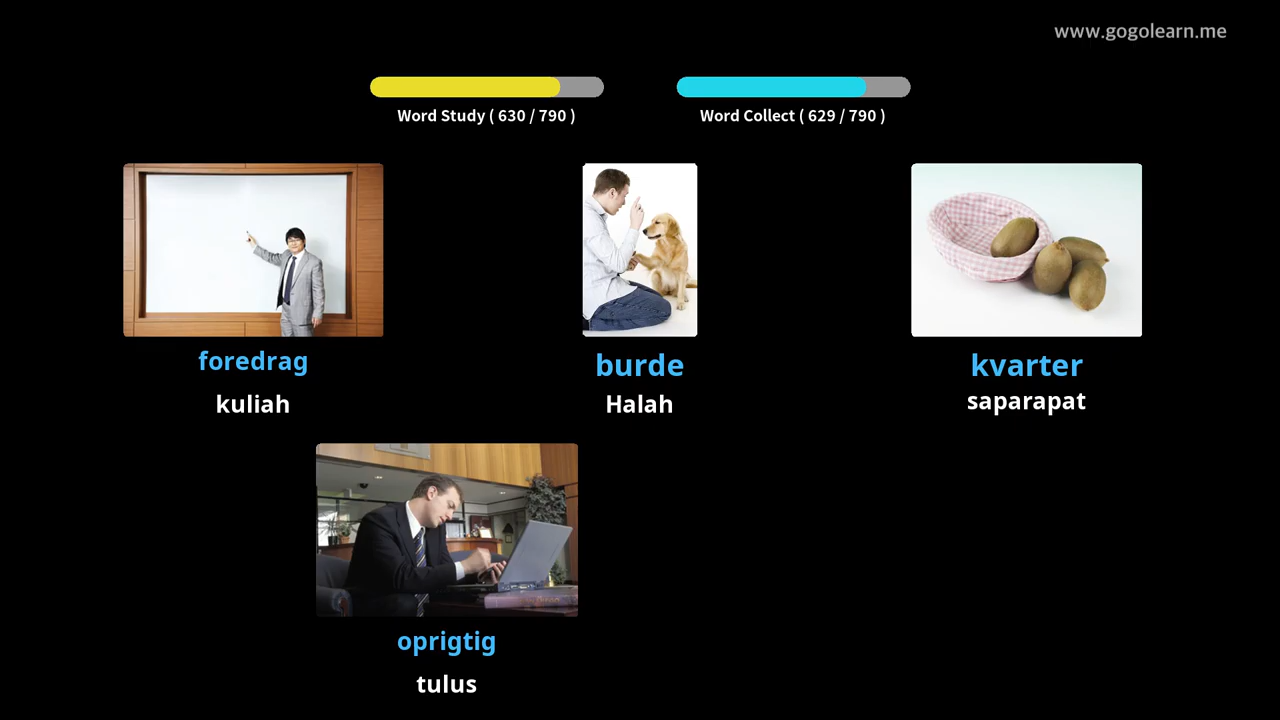 www.gogolearn.me
Word Study ( 630 / 790 )
Word Collect ( 629 / 790 )
foredrag
kuliah
burde
Halah
kvarter
saparapat
oprigtig
tulus